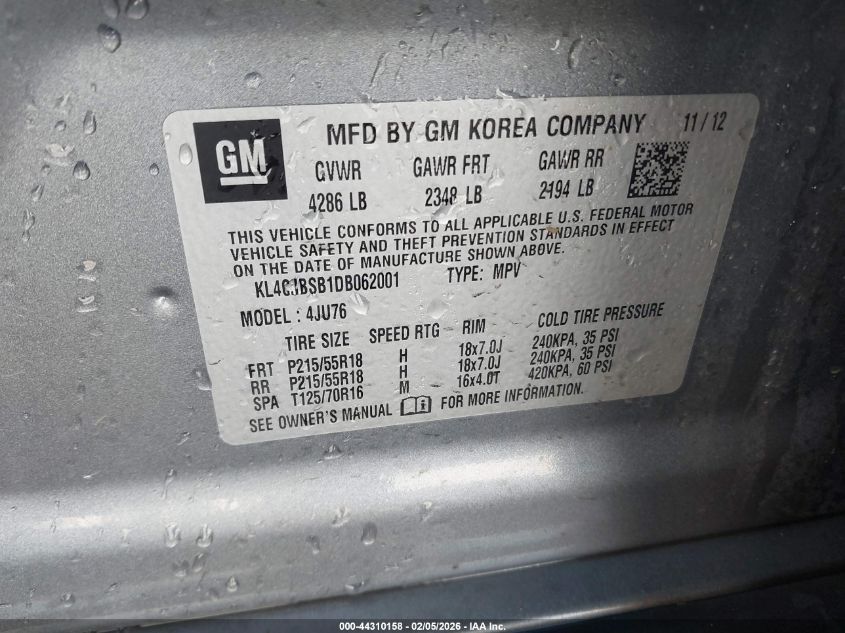 GM
MFD BY GM KOREA COMPANY 11 / 12
GVWR GAWR FRT GAWR RR
4286 LB 2348 LB 2194 LB
THIS VEHICLE CONFORMS TO ALL APPLICABLE U.S. FEDERAL MOTOR
VEHICLE SAFETY AND THEFT PREVENTION STANDARDS IN EFFECT
ON THE DATE OF MANUFACTURE SHOWN ABOVE.
KL4CJBSB1DB062001 TYPE: MPV
MODEL : 4JU76
TIRE SIZE SPEED RTG RIM COLD TIRE PRESSURE
FRT P215/55R18 H 18x7.0J 240KPA, 35 PSI
RR P215/55R18 H 18x7.0J 240KPA, 35 PSI
SPA T125/70R16 M 16x4.0T 420KPA, 60 PSI
SEE OWNER'S MANUAL FOR MORE INFORMATION.
000-44310158 - 02/05/2026 - IAA Inc.